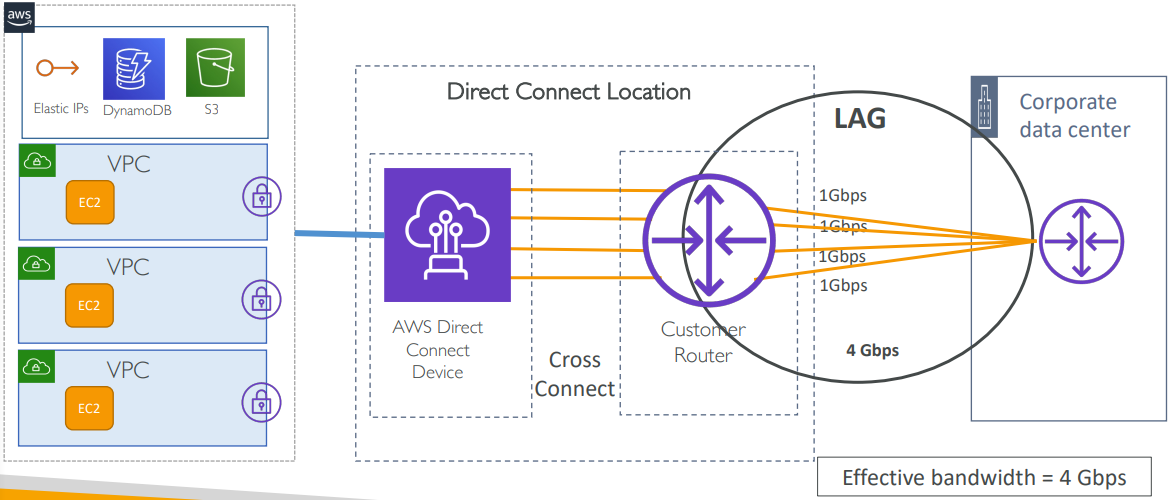 aws
Elastic IPs
DynamoDB
S3
VPC
EC2
VPC
EC2
VPC
EC2
Direct Connect Location
AWS Direct
Connect
Device
Cross
Connect
Customer
Router
LAG
1Gbps
1Gbps
1Gbps
1Gbps
4 Gbps
Corporate
data center
Effective bandwidth = 4 Gbps